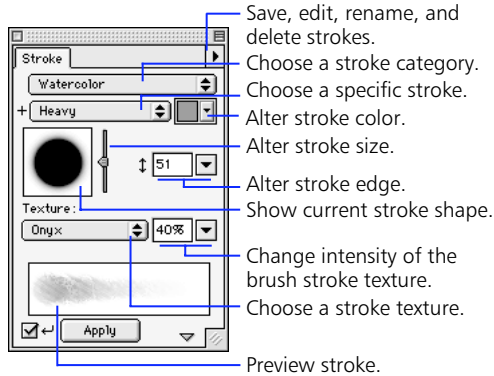 Save, edit, rename, and
delete strokes.
Stroke
Watercolor
Choose a stroke category.
Choose a specific stroke.
+ Heavy
Alter stroke color.
Alter stroke size.
51
Alter stroke edge.
Show current stroke shape.
Texture:
Onyx
40%
Change intensity of the
brush stroke texture.
Choose a stroke texture.
Apply
Preview stroke.